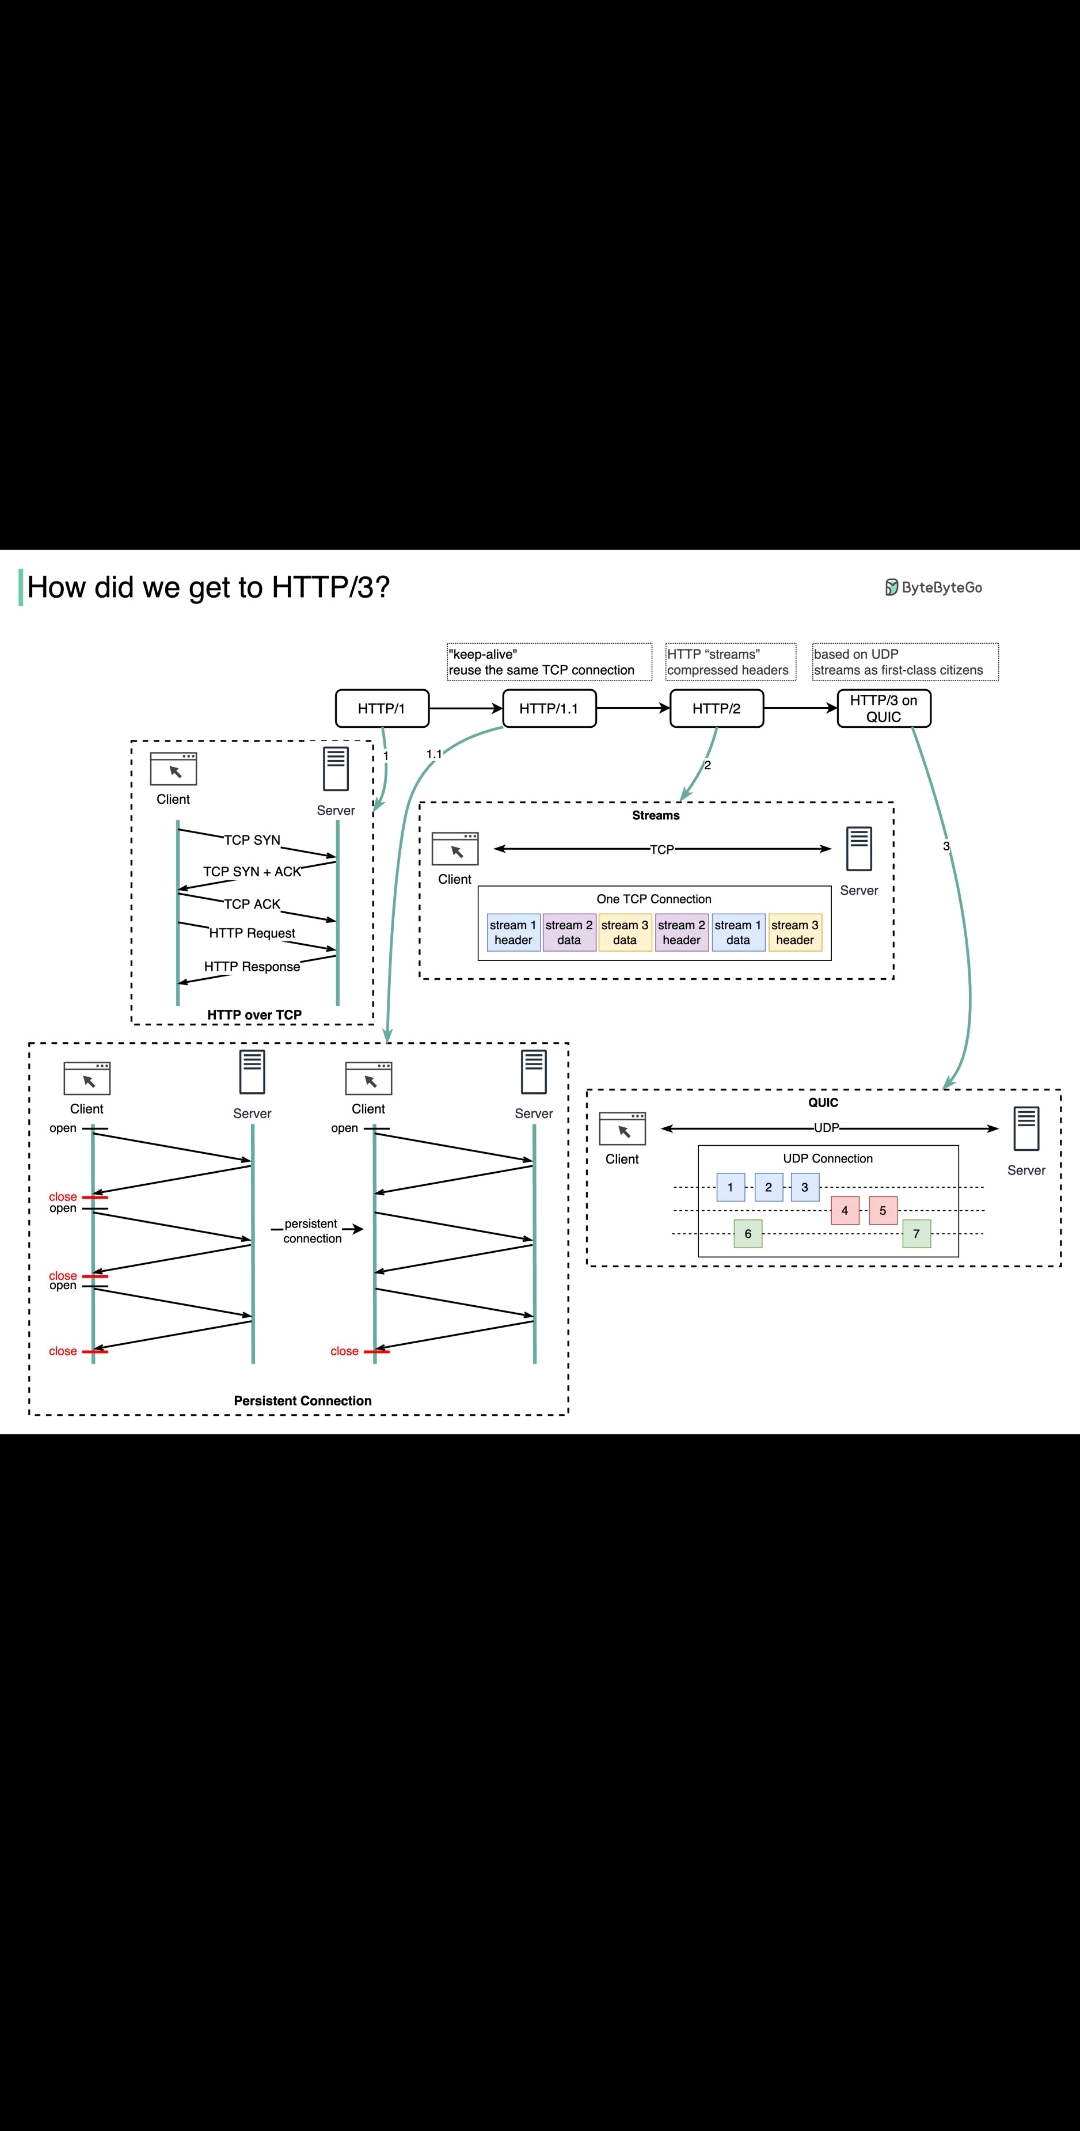 How did we get to HTTP/3?
ByteByteGo
"keep-alive"
reuse the same TCP connection
HTTP “streams”
compressed headers
based on UDP
streams as first-class citizens
HTTP/1
HTTP/1.1
HTTP/2
HTTP/3 on
QUIC
1
1.1
2
3
Client
Server
TCP SYN
TCP SYN + ACK
TCP ACK
HTTP Request
HTTP Response
HTTP over TCP
Streams
Client
TCP
Server
One TCP Connection
stream 1
header
stream 2
data
stream 3
data
stream 2
header
stream 1
data
stream 3
header
Client
Server
open
close
open
close
open
close
persistent
connection
Client
Server
open
close
Persistent Connection
QUIC
Client
UDP
Server
UDP Connection
1
2
3
4
5
6
7